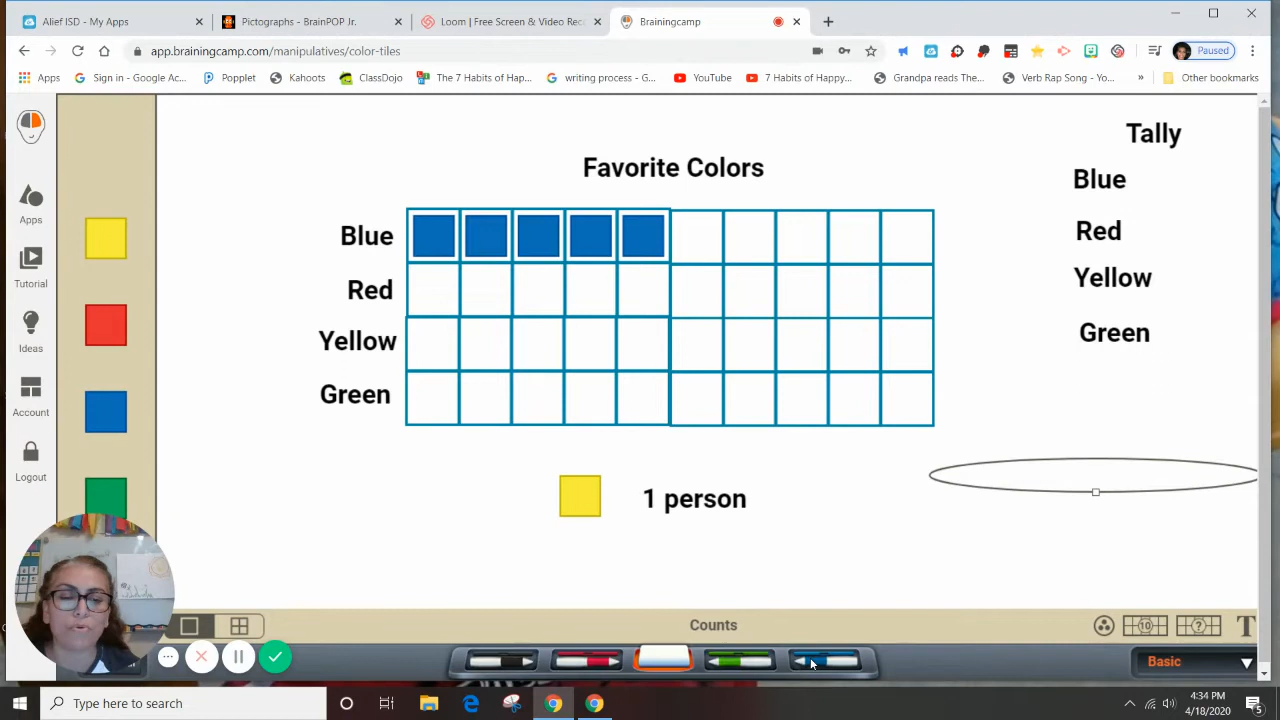 Alief ISD - My Apps
Pictographs - BrainPOP Jr.
Loom | Free Screen & Video Rec
Brainingcamp
app.brainingcamp.com/manipulatives/color-tiles
Paused
Apps
Sign in - Google Ac...
Popplet
Kahoots
ClassDojo
The 7 Habits of Hap...
writing process - G...
YouTube
7 Habits of Happy...
Grandpa reads The...
Verb Rap Song - Yo...
»
Other bookmarks
Apps
Tutorial
Ideas
Account
Logout
Favorite Colors
Blue
Red
Yellow
Green
1 person
Tally
Blue
Red
Yellow
Green
Counts
10
?
T
Basic
Type here to search
4:34 PM
4/18/2020
5